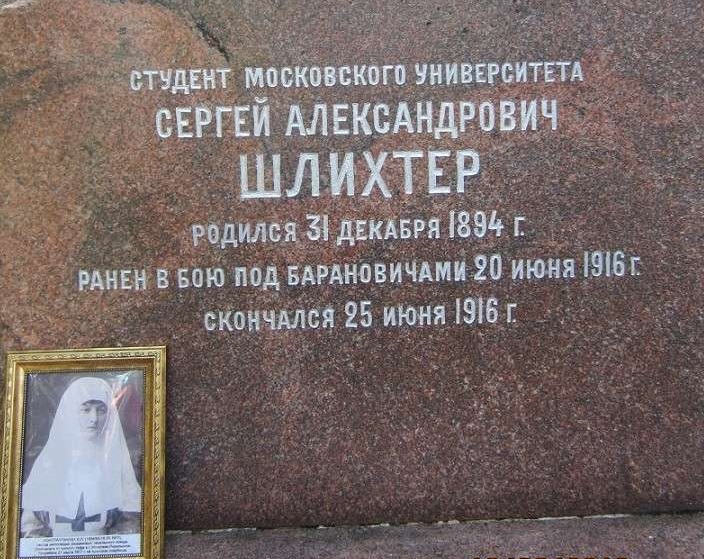 СТУДЕНТ МОСКОВСКОГО УНИВЕРСИТЕТА
СЕРГЕЙ АЛЕКСАНДРОВИЧ
ШЛИХТЕР
РОДИЛСЯ 31 ДЕКАБРЯ 1894 Г.
РАНЕН В БОЮ ПОД БАРАНОВИЧАМИ 20 ИЮНЯ 1916 Г.
СКОНЧАЛСЯ 25 ИЮНЯ 1916 Г.